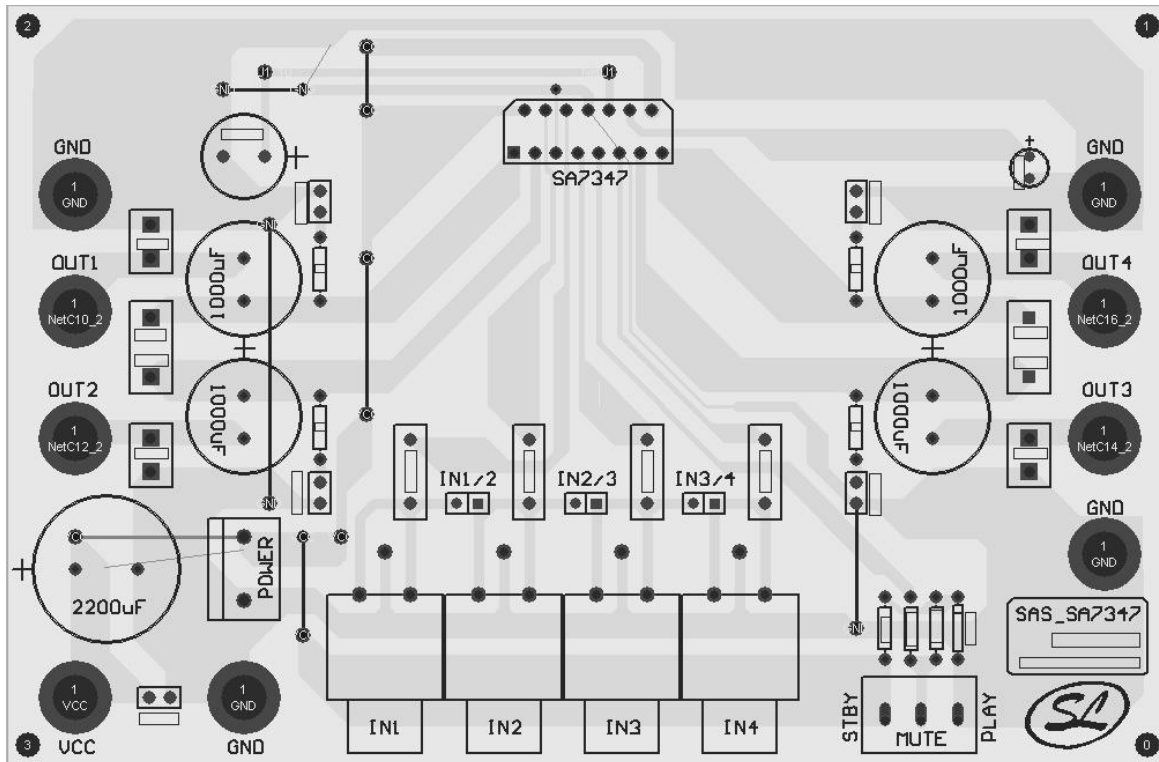 2
1
GND
1
GND
OUT1
1
NetC10_2
OUT2
1
NetC12_2
1000uF
1000uF
2200uF
POWER
1
VCC
VCC
1
GND
GND
3
SA7347
IN1/2
IN2/3
IN3/4
IN1
IN2
IN3
IN4
GND
1
GND
OUT4
1
NetC16_2
OUT3
1
NetC14_2
1000uF
1000uF
GND
1
GND
SAS_SA7347
STBY
MUTE
PLAY
SL
0